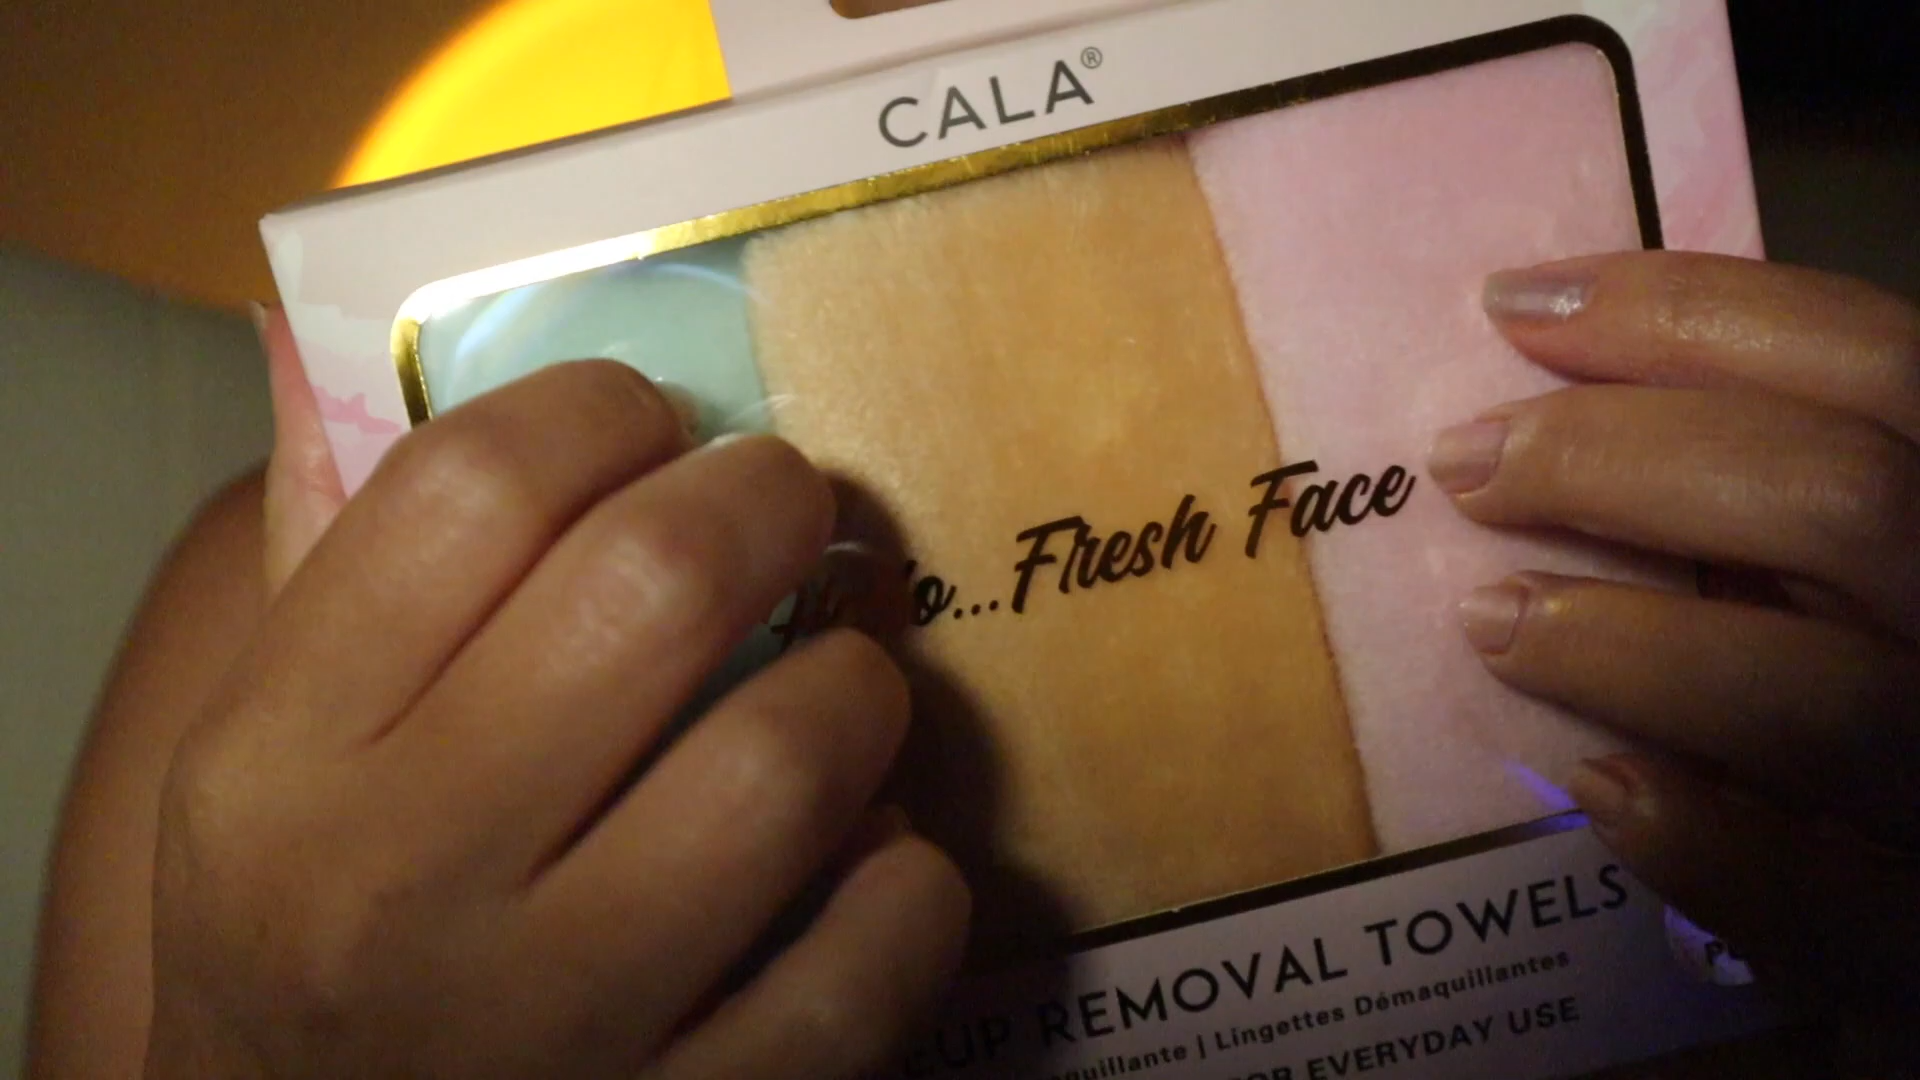 CALA®
...Fresh Face
REMOVAL TOWELS
Lingettes Démaquillantes
EVERYDAY USE